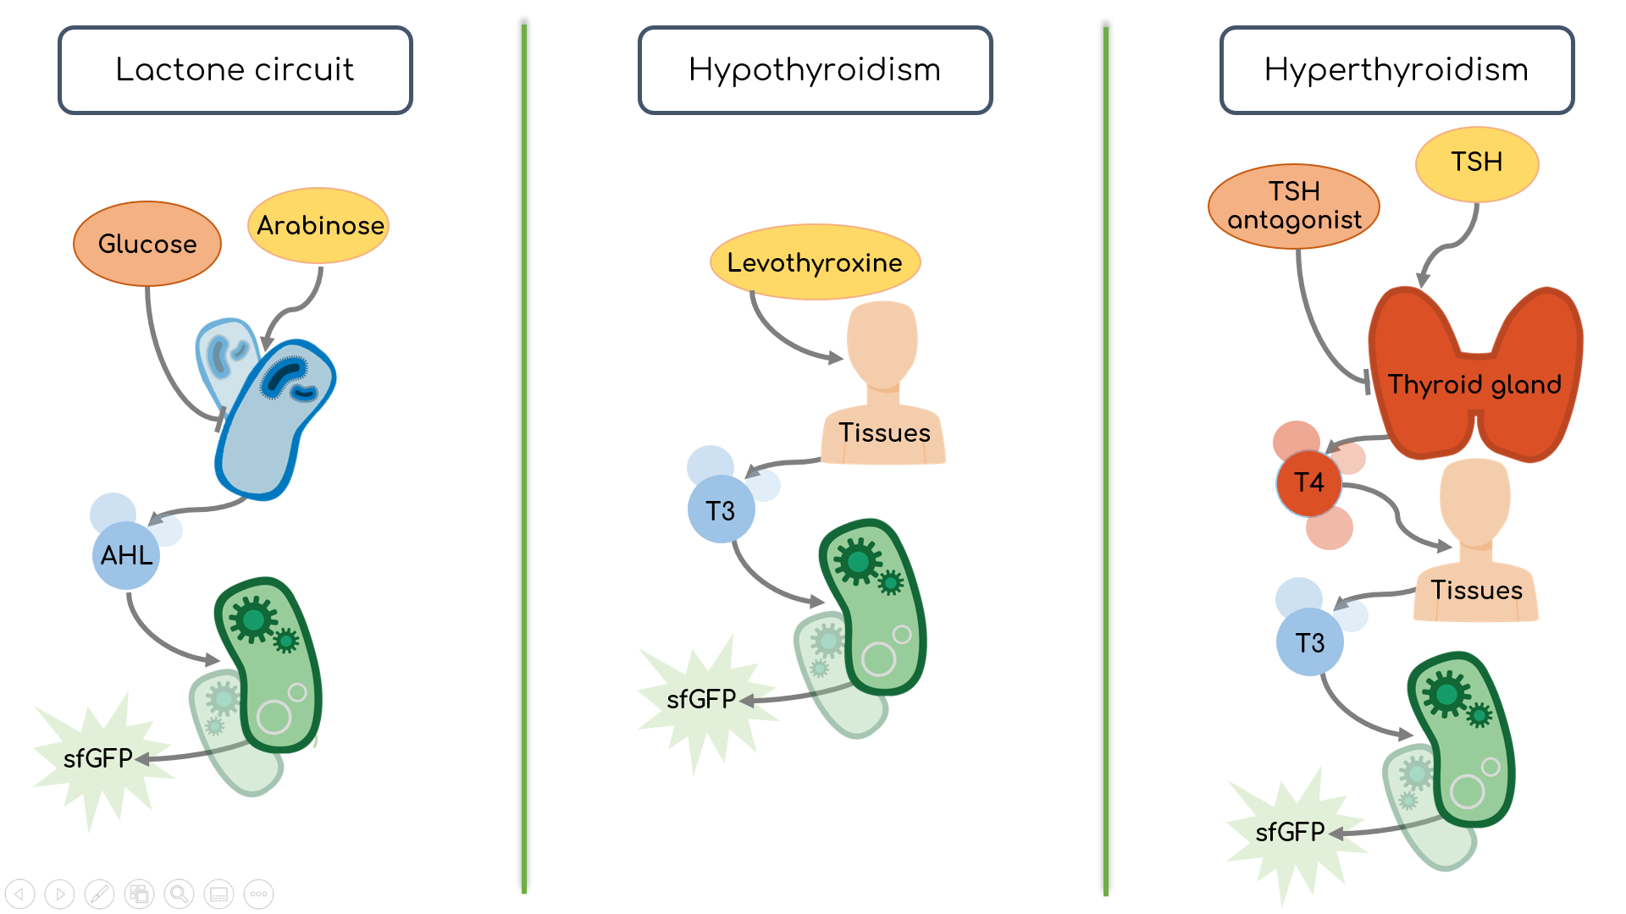 Lactone circuit
Glucose
Arabinose
AHL
sfGFP
Hypothyroidism
Levothyroxine
Tissues
T3
sfGFP
Hyperthyroidism
TSH
TSH
antagonist
Thyroid gland
T4
Tissues
T3
sfGFP